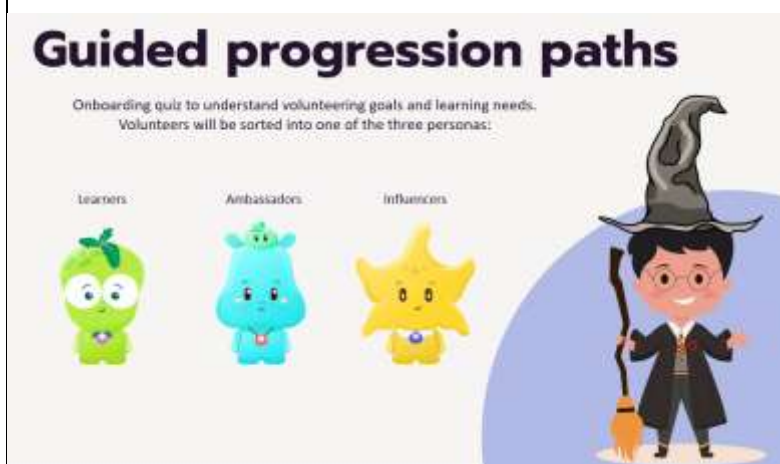 Guided progression paths
Onboarding quiz to understand volunteering goals and learning needs.
Volunteers will be sorted into one of the three personas:
Learners
Ambassadors
Influencers